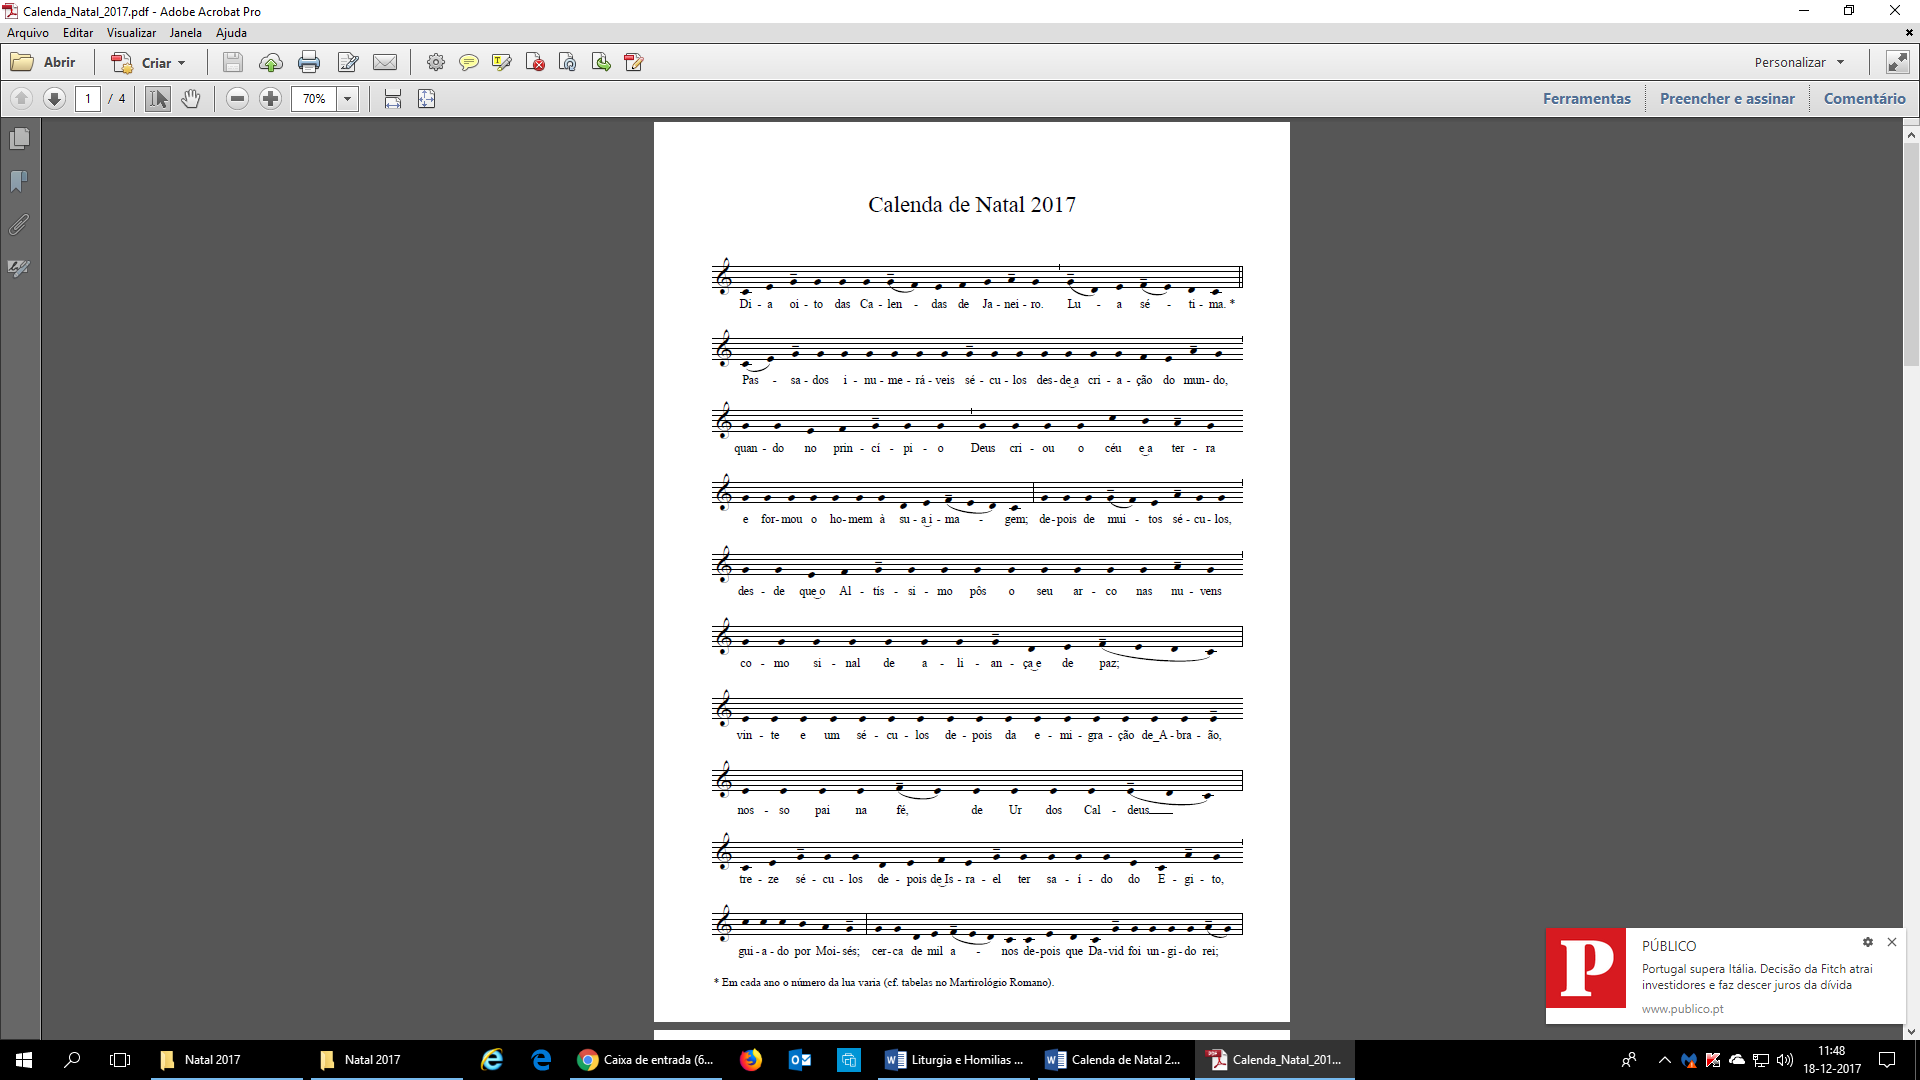 Calenda_Natal_2017.pdf - Adobe Acrobat Pro
Arquivo Editar Visualizar Janela Ajuda
Abrir Criar Personalizar
1 / 4 70% Ferramentas Preencher e assinar Comentário
Calenda de Natal 2017
Di - a oi - to das Ca - len - das de Ja - nei - ro. Lu - a sé - ti - ma. *
Pas - sa - dos i - nu - me - rá - veis sé - cu - los des - de a cri - a - ção do mun - do,
quan - do no prin - cí - pi - o Deus cri - ou o céu e a ter - ra
e for - mou o ho - mem à su - a i - ma - gem; de - pois de mui - tos sé - cu - los,
des - de que o Al - tís - si - mo pôs o seu ar - co nas nu - vens
co - mo si - nal de a - li - an - ça e de paz;
vin - te e um sé - cu - los de - pois da e - mi - gra - ção de_A - bra - ão,
nos - so pai na fé, de Ur dos Cal - deus
tre - ze sé - cu - los de - pois de Is - ra - el ter sa - í - do do E - gi - to,
gui - a - do por Moi - sés; cer - ca de mil a - nos de - pois que Da - vid foi un - gi - do rei;
* Em cada ano o número da lua varia (cf. tabelas no Martirológio Romano).
PÚBLICO
Portugal supera Itália. Decisão da Fitch atrai
investidores e faz descer juros da dívida
www.publico.pt
Natal 2017 Natal 2017 Caixa de entrada (6... Liturgia e Homilias ... Calenda de Natal 2... Calenda_Natal_201... 11:48
18-12-2017